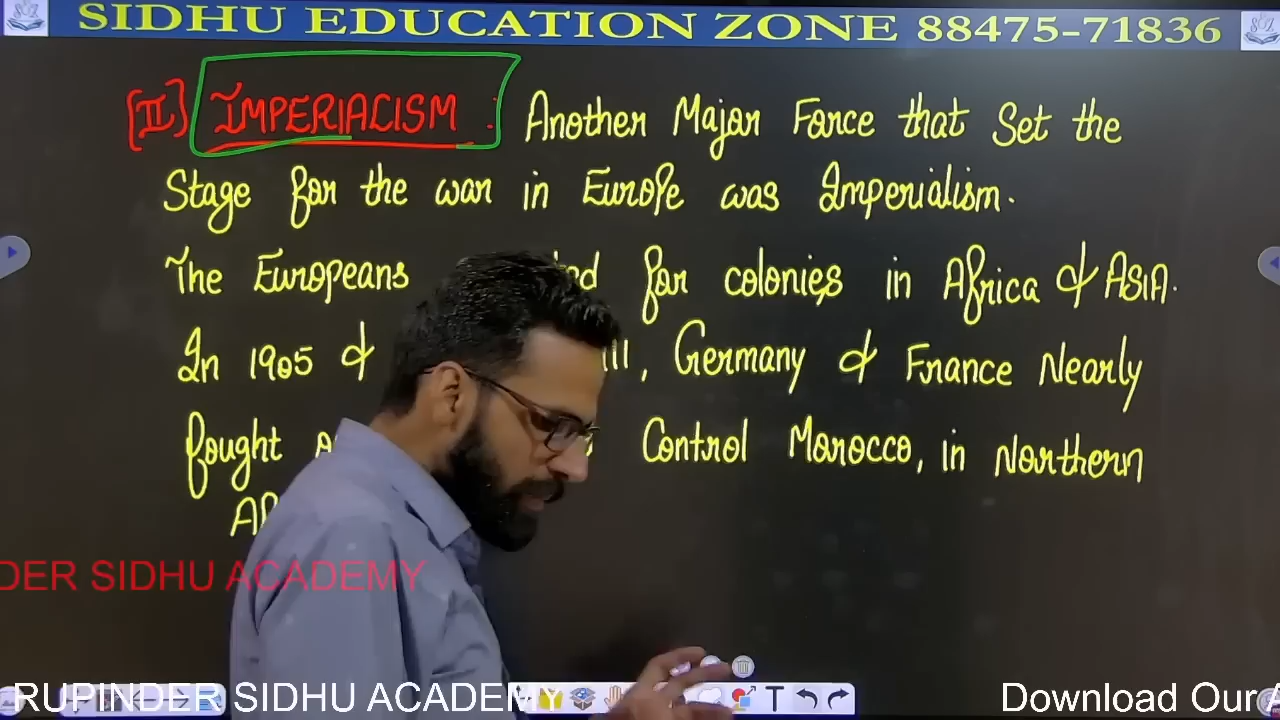 SIDHU EDUCATION ZONE 88475-71836
[II] IMPERIALISM : Another Major Force that Set the
Stage for the war in Europe was Imperialism.
The Europeans for colonies in Africa & ASIA.
In 1905 & , Germany & France Nearly
fought Control Morocco, in Northern
DER SIDHU ACADEMY
RUPINDER SIDHU ACADEMY
Download Our